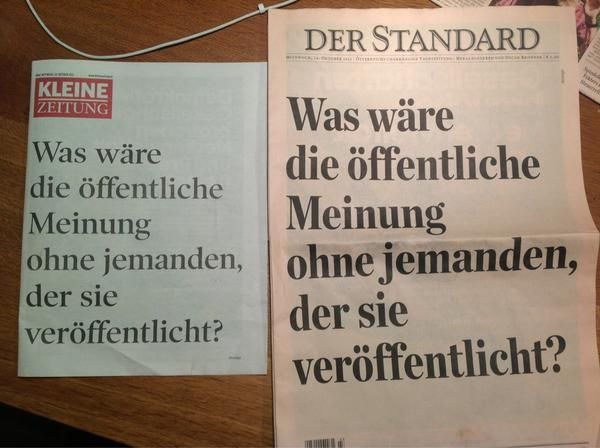 KLEINE
ZEITUNG
Was wäre
die öffentliche
Meinung
ohne jemanden,
der sie
veröffentlicht?
DER STANDARD
Was wäre
die öffentliche
Meinung
ohne jemanden,
der sie
veröffentlicht?